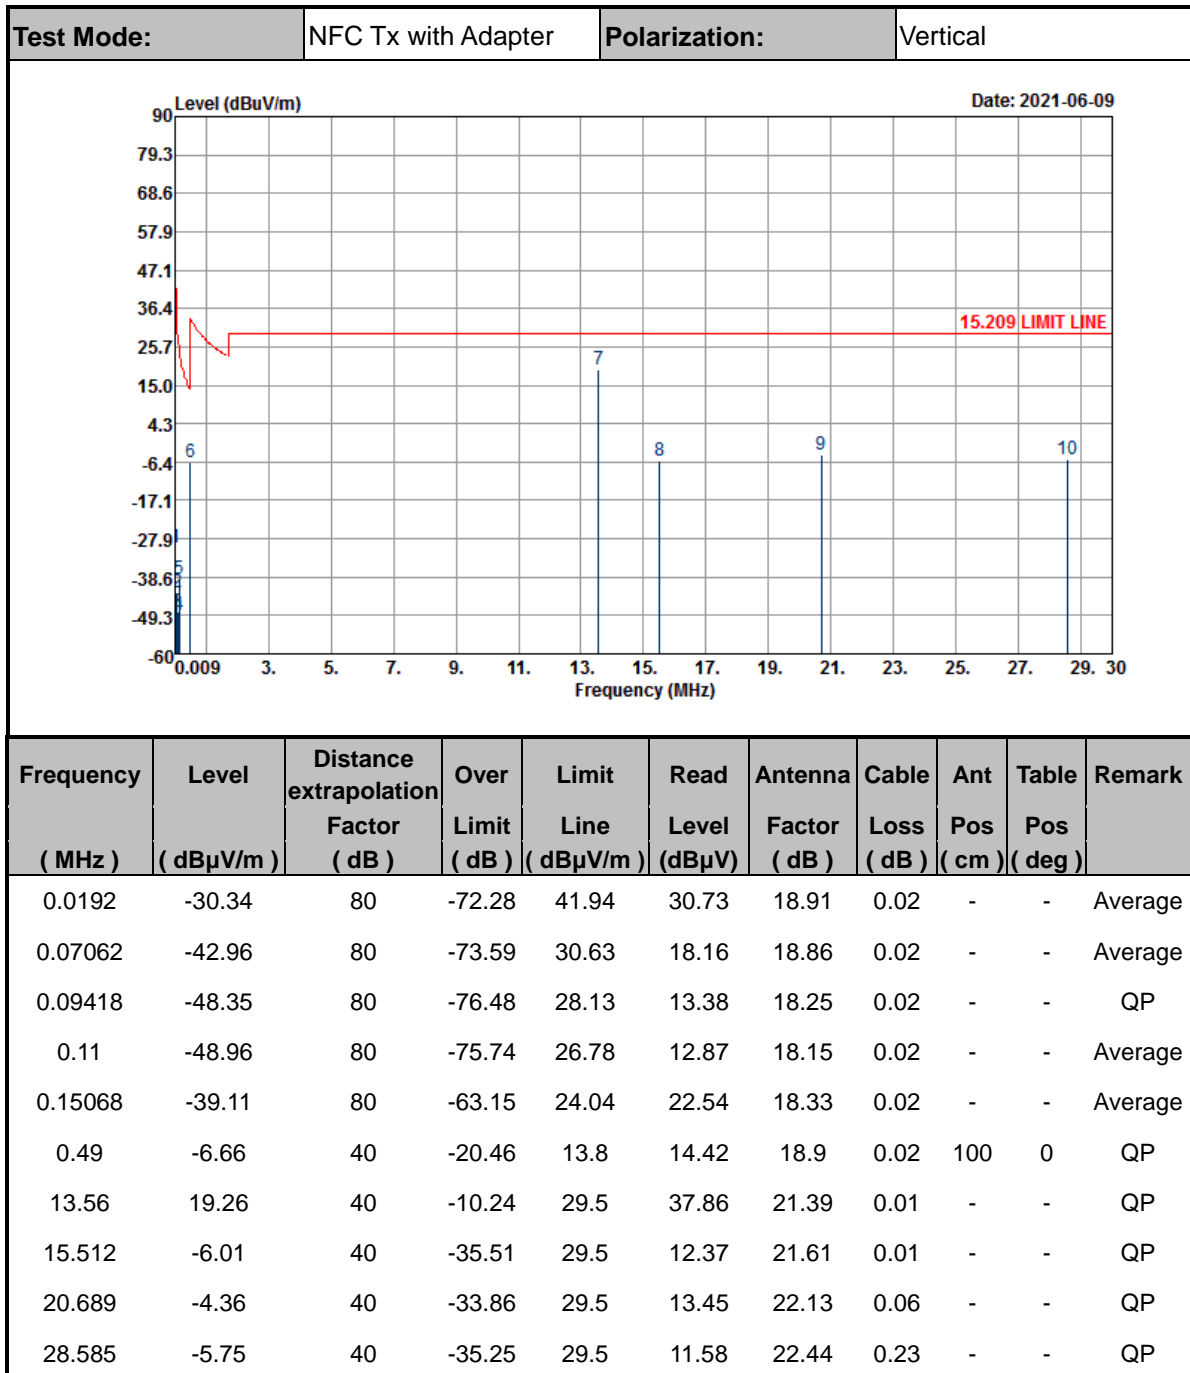 Test Mode: NFC Tx with Adapter Polarization: Vertical
Level (dBuV/m) Date: 2021-06-09
90
79.3
68.6
57.9
47.1
36.4
15.209 LIMIT LINE
25.7
7
15.0
4.3
6 8 9 10
-6.4
-17.1
-27.9
5
-38.6
-49.3
-60
0.009 3. 5. 7. 9. 11. 13. 15. 17. 19. 21. 23. 25. 27. 29. 30
Frequency (MHz)
Frequency Level Distance extrapolation Over Limit Read Antenna Cable Ant Table Remark
Factor Limit Line Level Factor Loss Pos Pos
( MHz ) ( dBµV/m ) ( dB ) ( dB ) ( dBµV/m ) (dBµV) ( dB ) ( dB ) ( cm ) ( deg )
0.0192 -30.34 80 -72.28 41.94 30.73 18.91 0.02 - - Average
0.07062 -42.96 80 -73.59 30.63 18.16 18.86 0.02 - - Average
0.09418 -48.35 80 -76.48 28.13 13.38 18.25 0.02 - - QP
0.11 -48.96 80 -75.74 26.78 12.87 18.15 0.02 - - Average
0.15068 -39.11 80 -63.15 24.04 22.54 18.33 0.02 - - Average
0.49 -6.66 40 -20.46 13.8 14.42 18.9 0.02 100 0 QP
13.56 19.26 40 -10.24 29.5 37.86 21.39 0.01 - - QP
15.512 -6.01 40 -35.51 29.5 12.37 21.61 0.01 - - QP
20.689 -4.36 40 -33.86 29.5 13.45 22.13 0.06 - - QP
28.585 -5.75 40 -35.25 29.5 11.58 22.44 0.23 - - QP